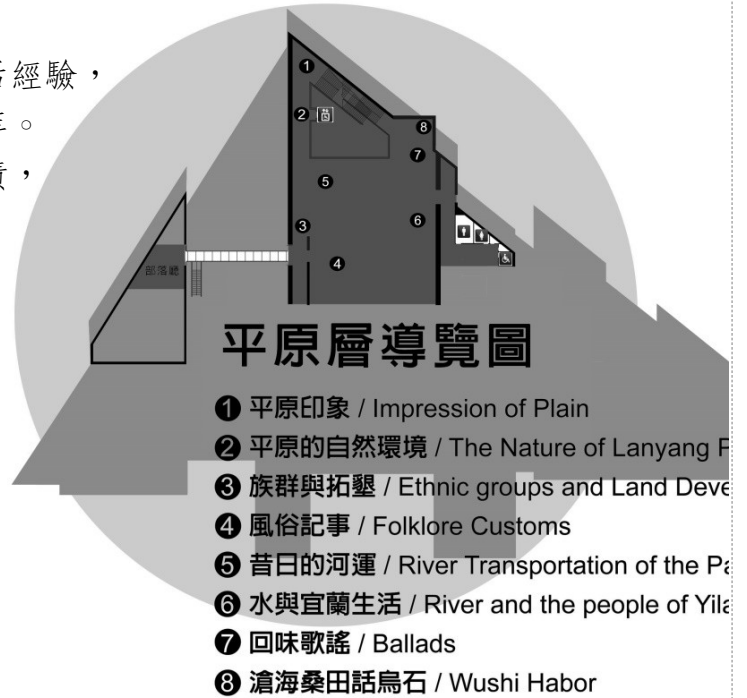 經驗，
部落廳
平原層導覽圖
❶ 平原印象 / Impression of Plain
❷ 平原的自然環境 / The Nature of Lanyang
❸ 族群與拓墾 / Ethnic groups and Land
❹ 風俗記事 / Folklore Customs
❺ 昔日的河運 / River Transportation of the
❻ 水與宜蘭生活 / River and the people of
❼ 回味歌謠 / Ballads
❽ 滄海桑田話烏石 / Wushi Habor